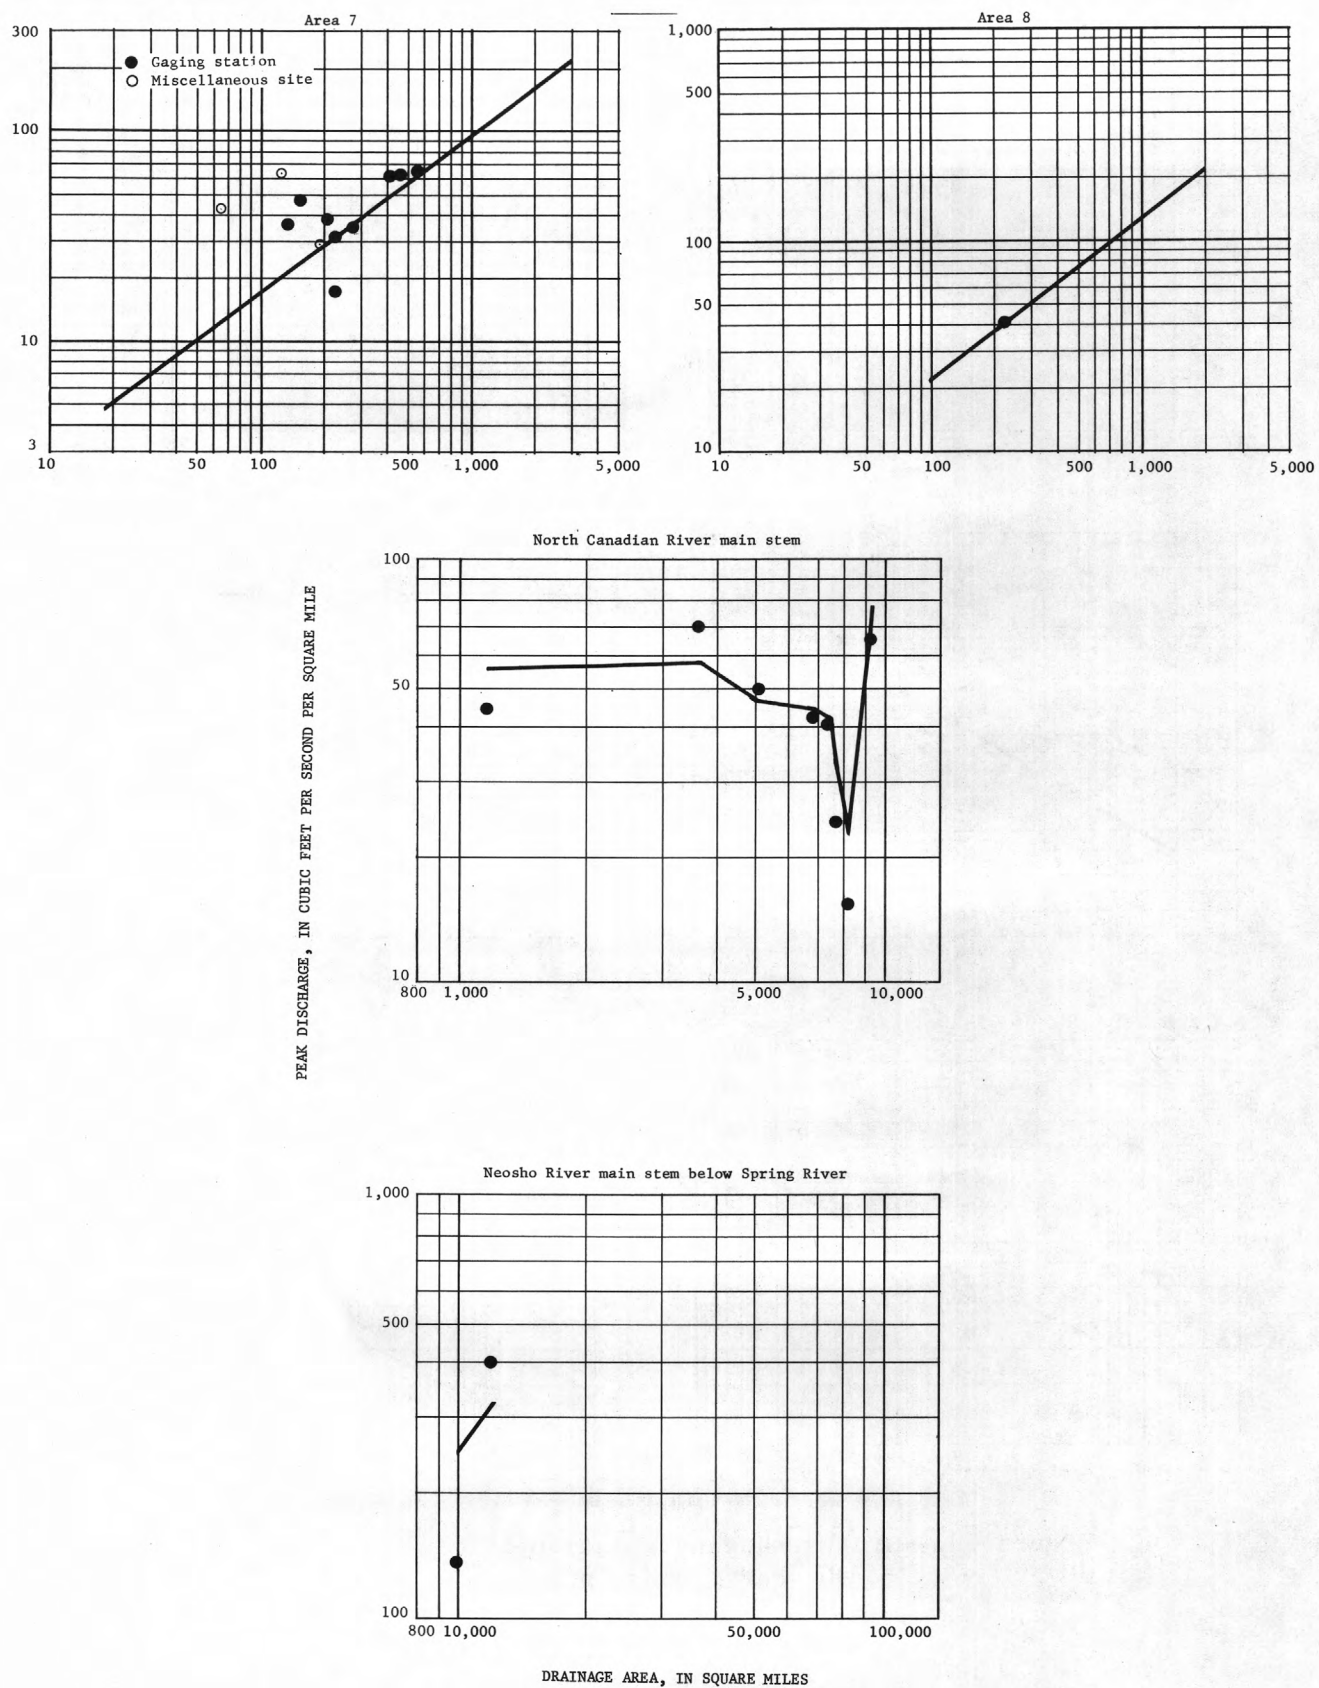 Area 7
300
● Gaging station
○ Miscellaneous site
100
10
3
10 50 100 500 1,000 5,000
Area 8
1,000
500
100
50
10
10 50 100 500 1,000 5,000
North Canadian River main stem
100
50
10
800 1,000 5,000 10,000
PEAK DISCHARGE, IN CUBIC FEET PER SECOND PER SQUARE MILE
Neosho River main stem below Spring River
1,000
500
100
800 10,000 50,000 100,000
DRAINAGE AREA, IN SQUARE MILES